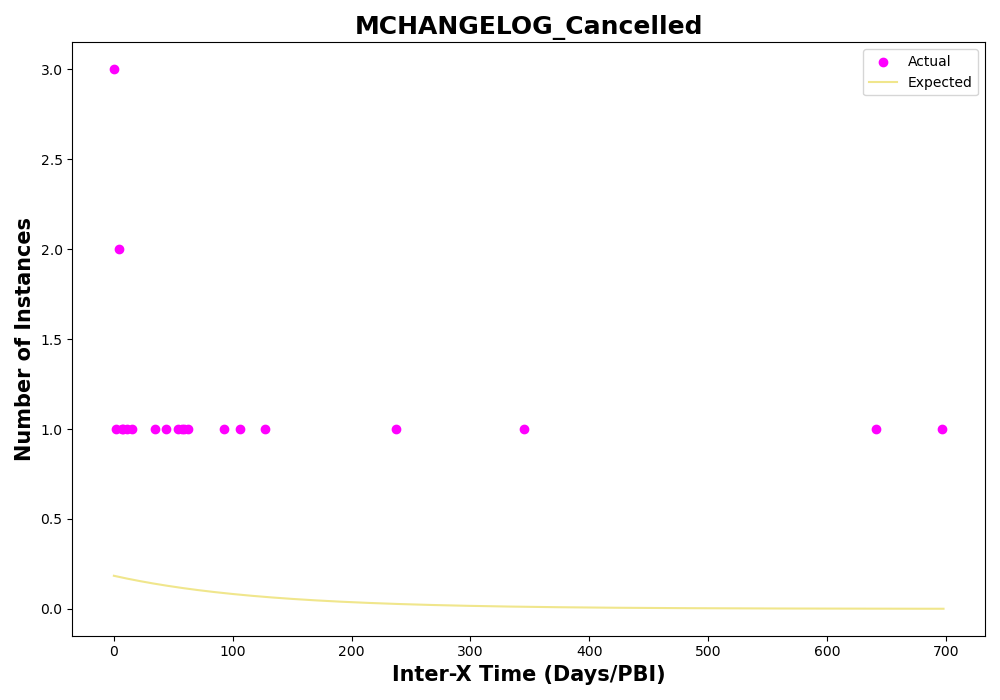 MCHANGELOG_Cancelled
Actual
Expected
3.0
2.5
2.0
1.5
1.0
0.5
0.0
Number of Instances
0 100 200 300 400 500 600 700
Inter-X Time (Days/PBI)